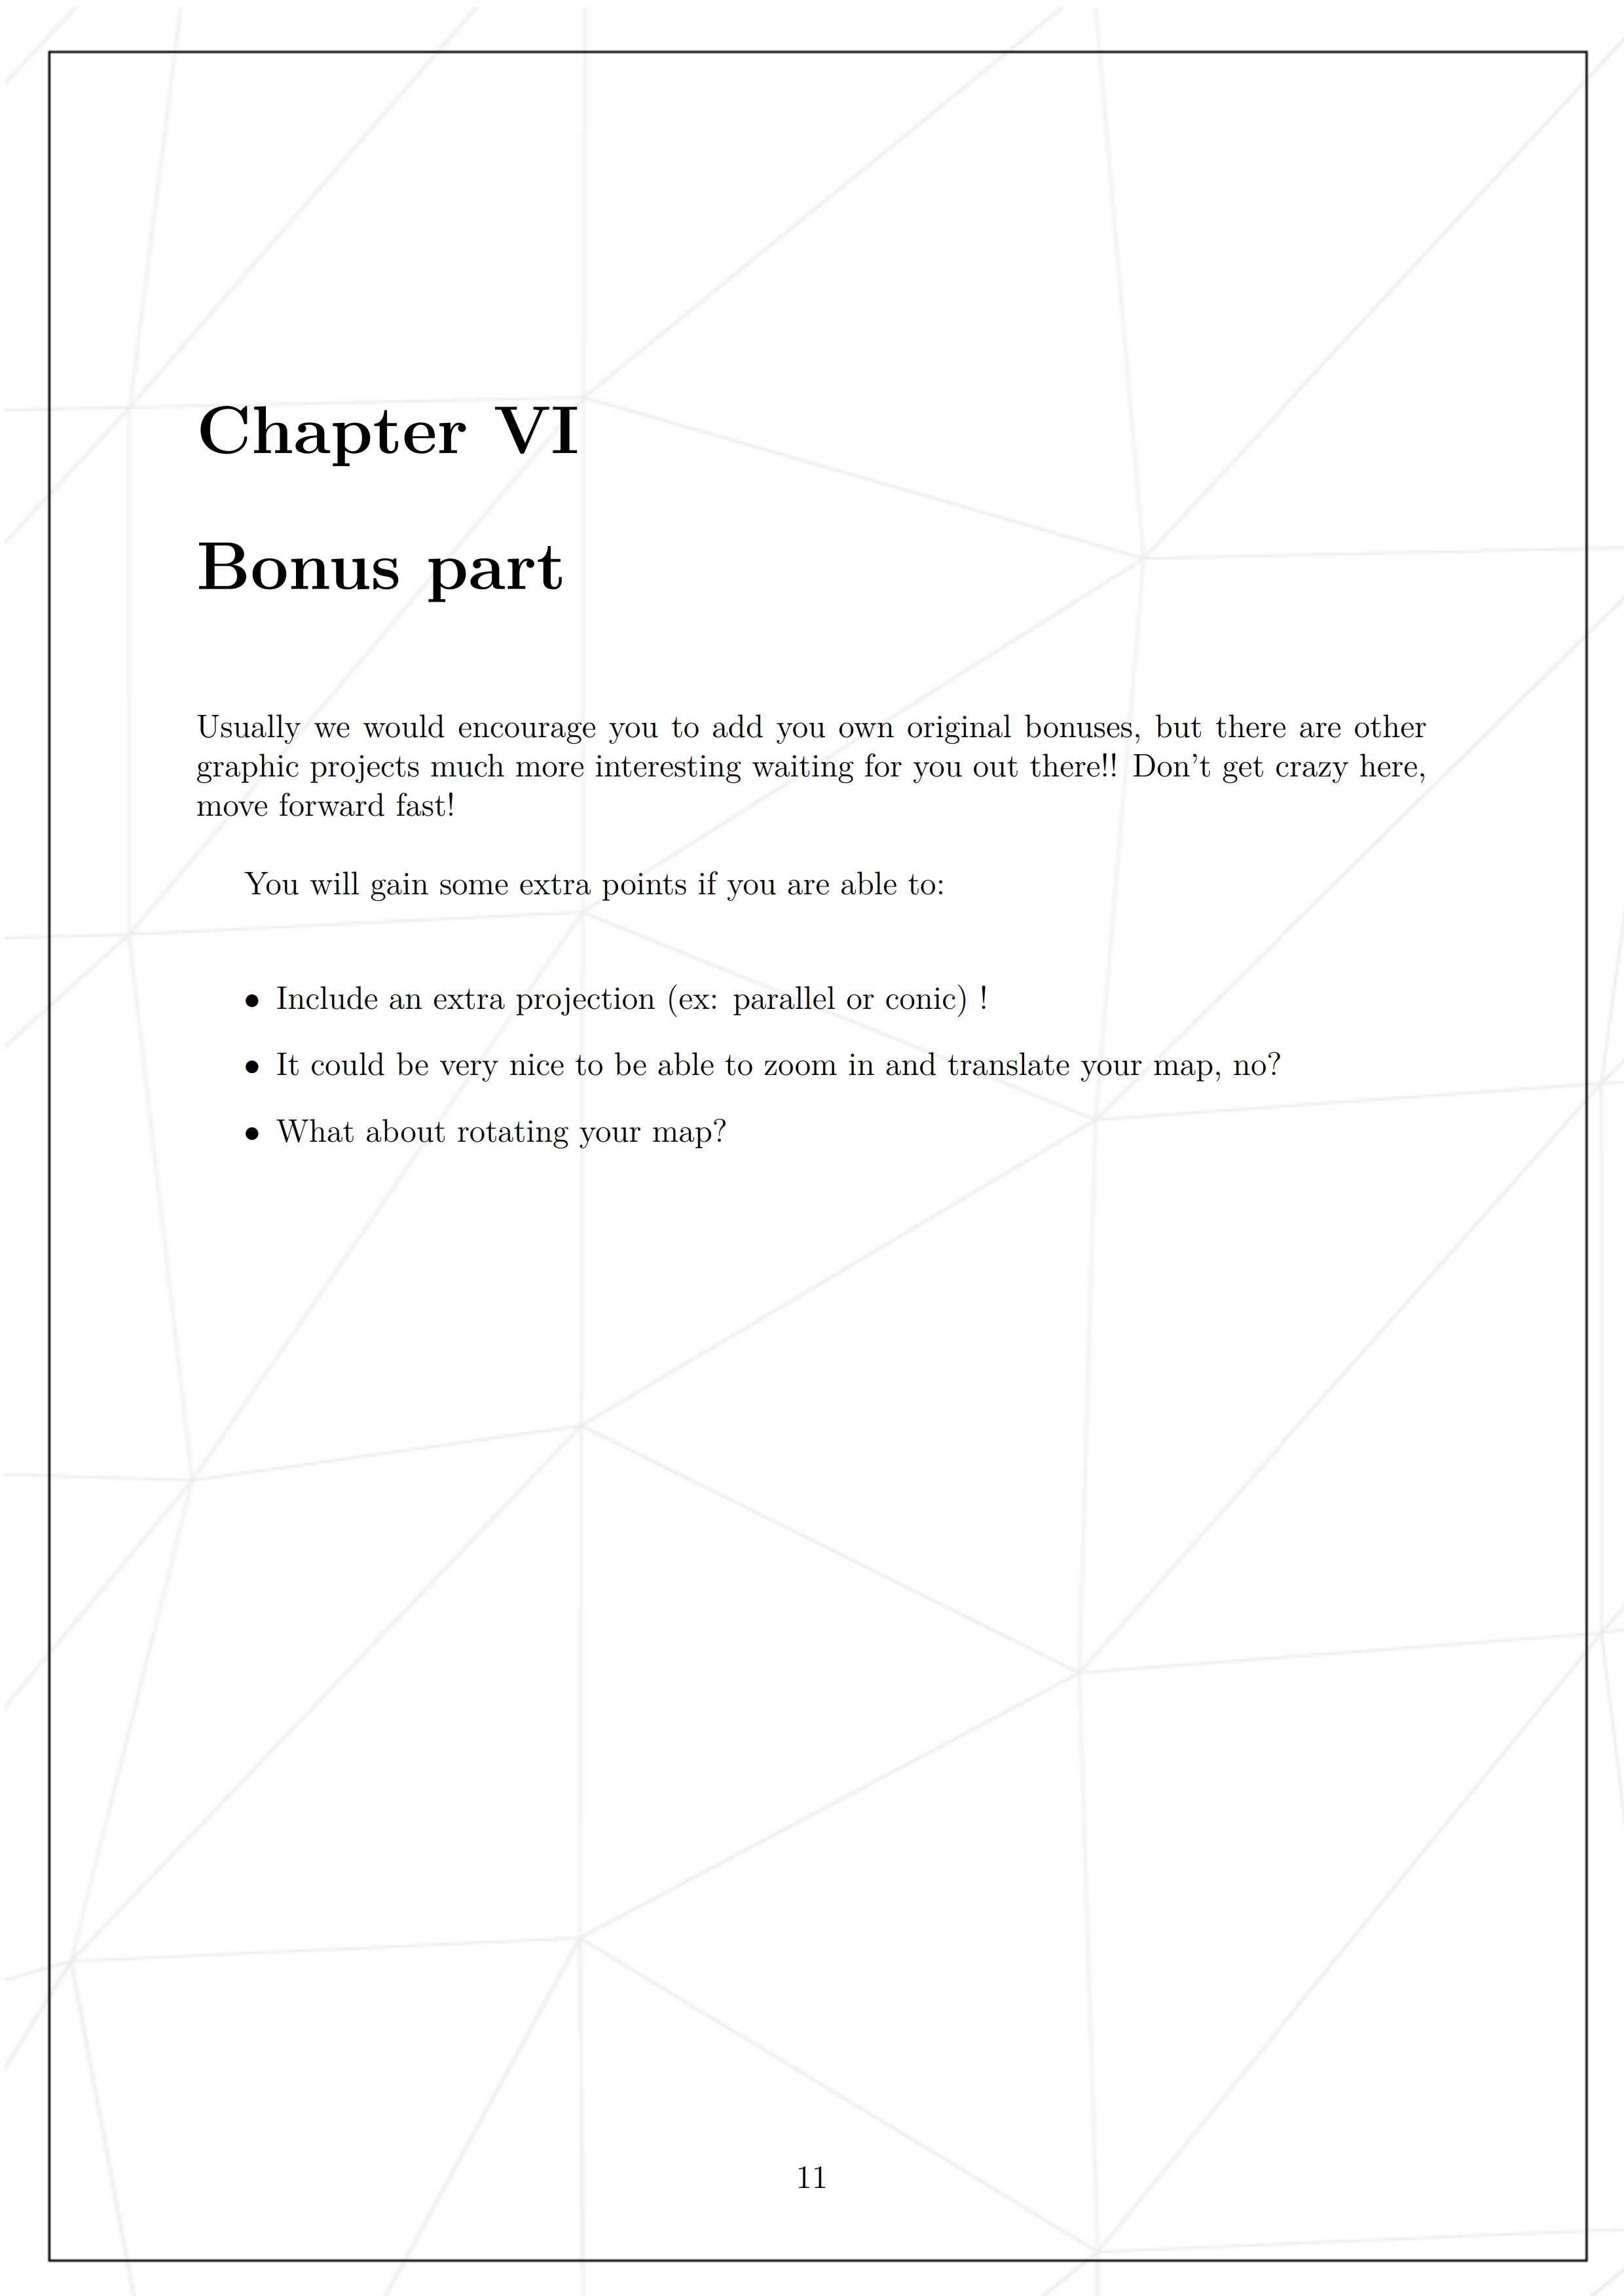 Chapter VI
Bonus part
Usually we would encourage you to add you own original bonuses, but there are other
graphic projects much more interesting waiting for you out there!! Don't get crazy here,
move forward fast!
You will gain some extra points if you are able to:
• Include an extra projection (ex: parallel or conic) !
• It could be very nice to be able to zoom in and translate your map, no?
• What about rotating your map?
11